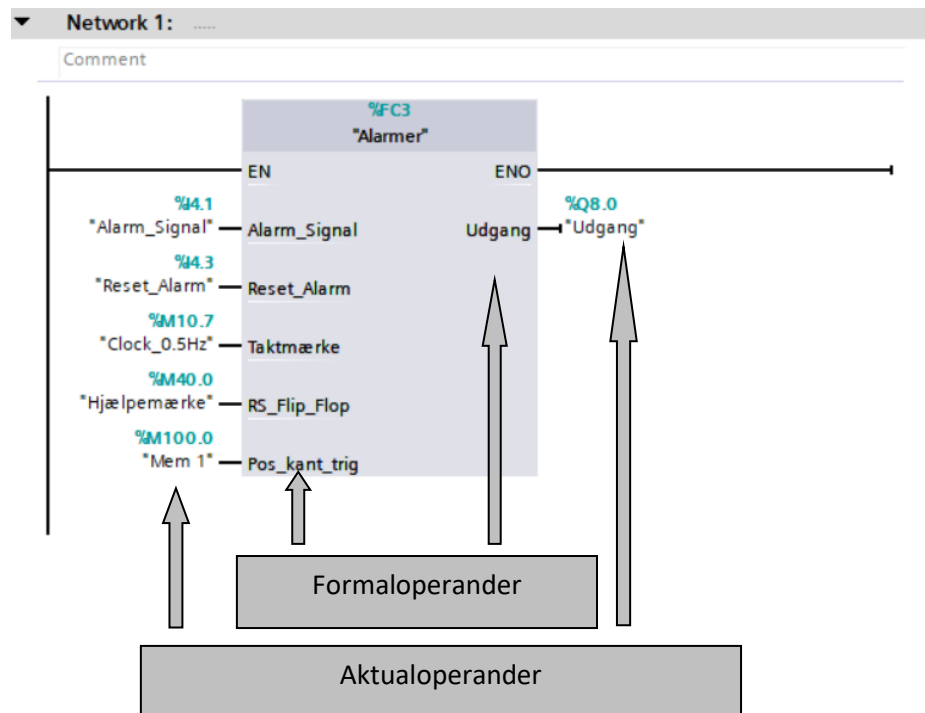 Network 1: .....
Comment
%FC3
"Alarmer"
EN ENO
%I4.1 %Q8.0
"Alarm_Signal" Alarm_Signal Udgang "Udgang"
%I4.3
"Reset_Alarm" Reset_Alarm
%M10.7
"Clock_0.5Hz" Taktmærke
%M40.0
"Hjælpemærke" RS_Flip_Flop
%M100.0
"Mem 1" Pos_kant_trig
Formaloperander
Aktualoperander